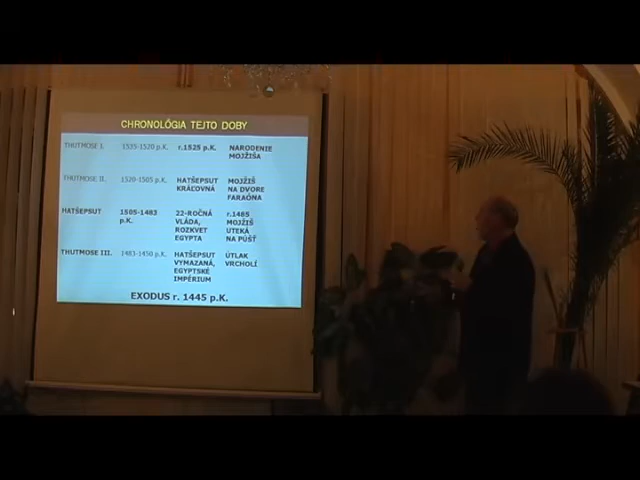 CHRONOLÓGIA TEJTO DOBY
THUTMOSE I. 1535-1520 p.K. r.1525 p.K. NARODENIE
MOJŽIŠA
THUTMOSE II. 1520-1505 p.K. HATŠEPSUT MOJŽIŠ
KRÁĽOVNÁ NA DVORE
FARAÓNA
HATŠEPSUT 1505-1483 22-ROČNÁ r.1485
p.K. VLÁDA, MOJŽIŠ
ROZKVET UTEKÁ
EGYPTA NA PÚŠŤ
THUTMOSE III. 1483-1450 p.K. HATŠEPSUT ÚTLAK
VYMAZANÁ, VRCHOLÍ
EGYPTSKÉ
IMPÉRIUM
EXODUS r. 1445 p.K.